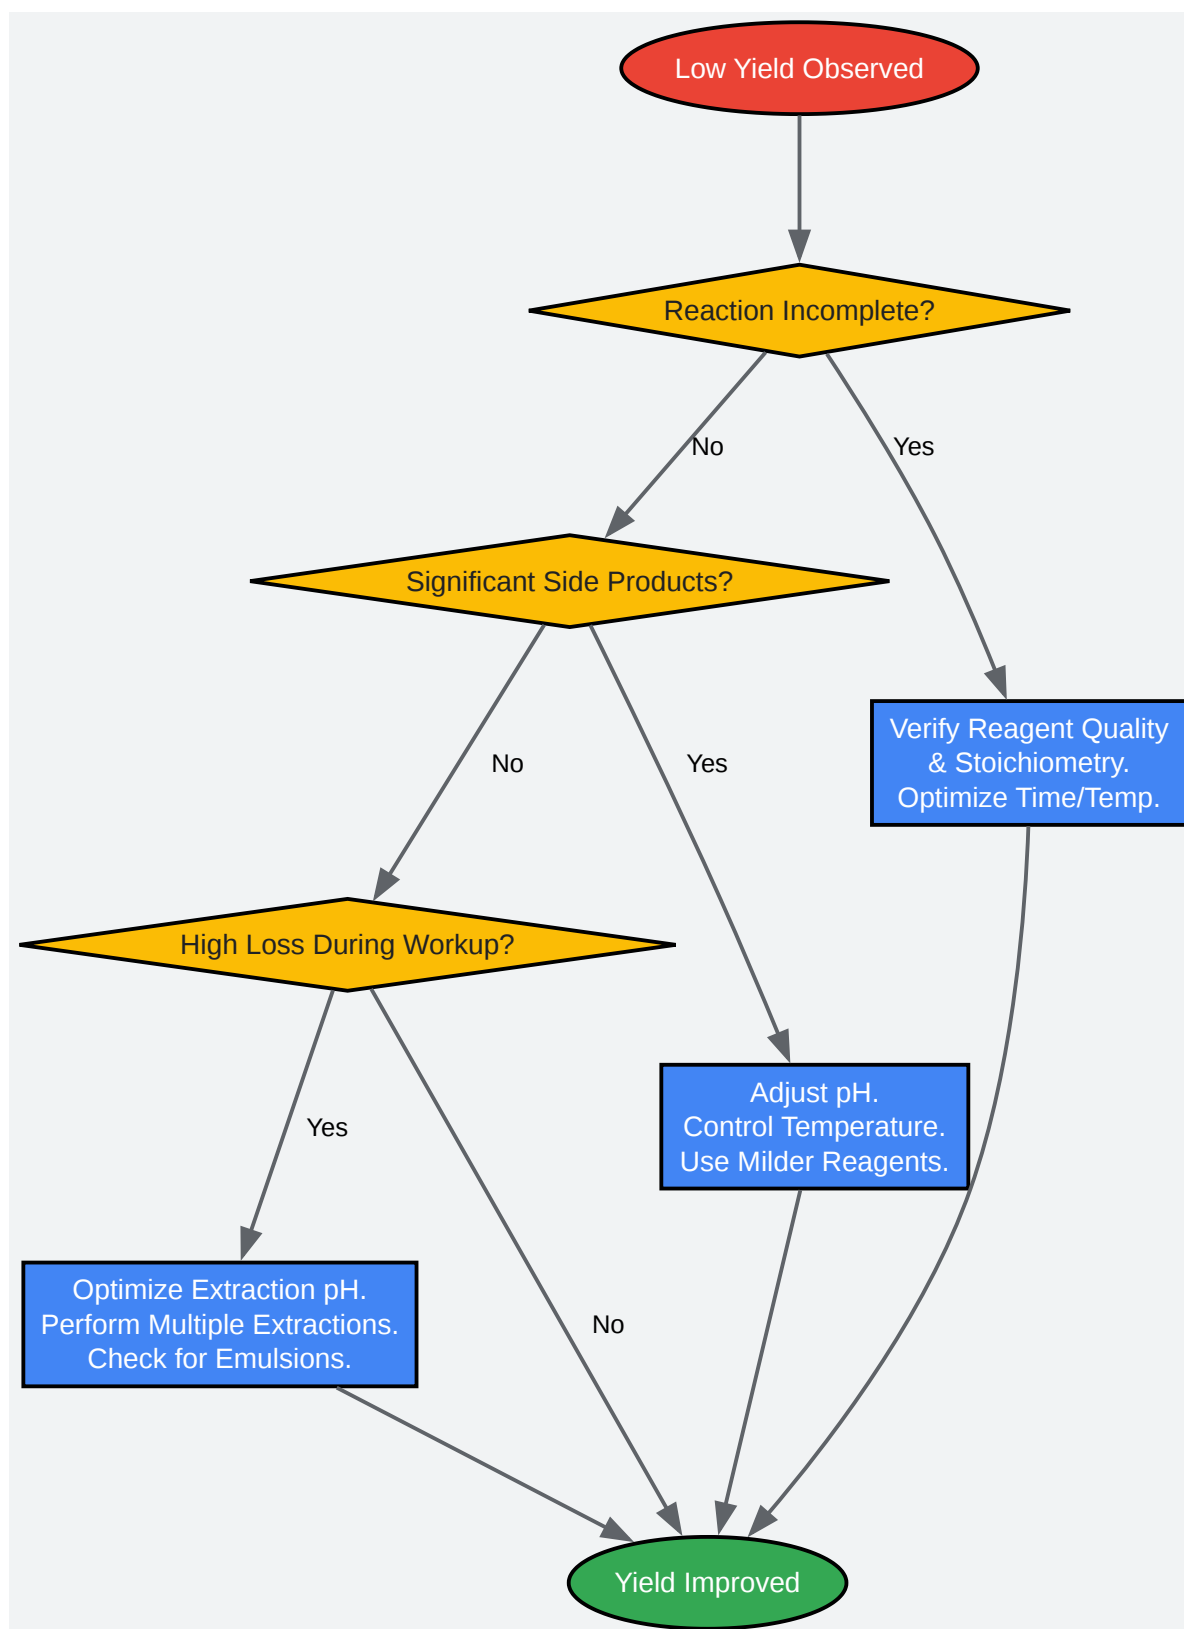 Low Yield Observed
Reaction Incomplete?
No
Yes
Significant Side Products?
No
Yes
Verify Reagent Quality
& Stoichiometry.
Optimize Time/Temp.
High Loss During Workup?
Yes
Adjust pH.
Control Temperature.
Use Milder Reagents.
Optimize Extraction pH.
Perform Multiple Extractions.
Check for Emulsions.
No
Yield Improved